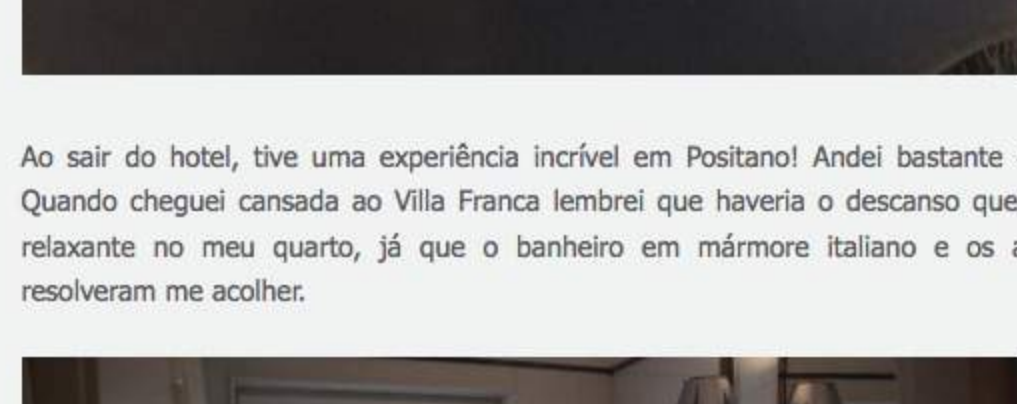 Ao sair do hotel, tive uma experiência incrível em Positano! Andei bastante
Quando cheguei cansada ao Villa Franca lembrei que haveria o descanso que
relaxante no meu quarto, já que o banheiro em mármore italiano e os
resolveram me acolher.